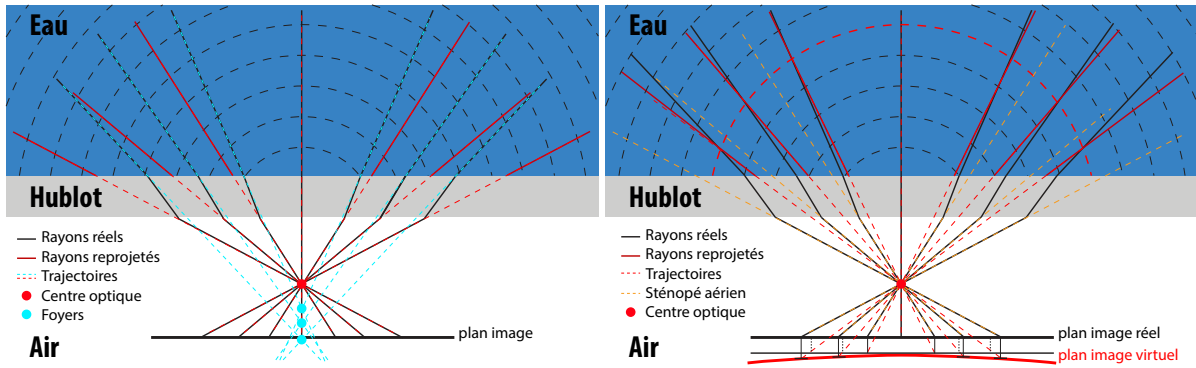 Eau
Hublot
Rayons réels
Rayons reprojetés
Trajectoires
Centre optique
Foyers
Air
plan image
Eau
Hublot
Rayons réels
Rayons reprojetés
Trajectoires
Sténopé aérien
Centre optique
Air
plan image réel
plan image virtuel